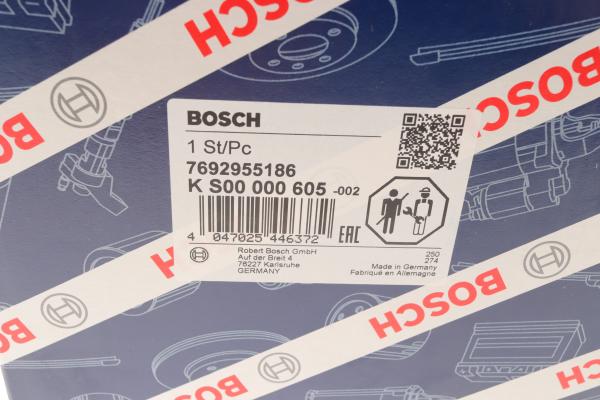 BOSCH
BOSCH
BOSCH
1 St/Pc
7692955186
K S00 000 605 -002
4 047025 446372
EAC
Robert Bosch GmbH
Auf der Breit 4
76227 Karlsruhe
GERMANY
250
274
Made in Germany
Fabriqué en Allemagne
BOSCH
BOSCH